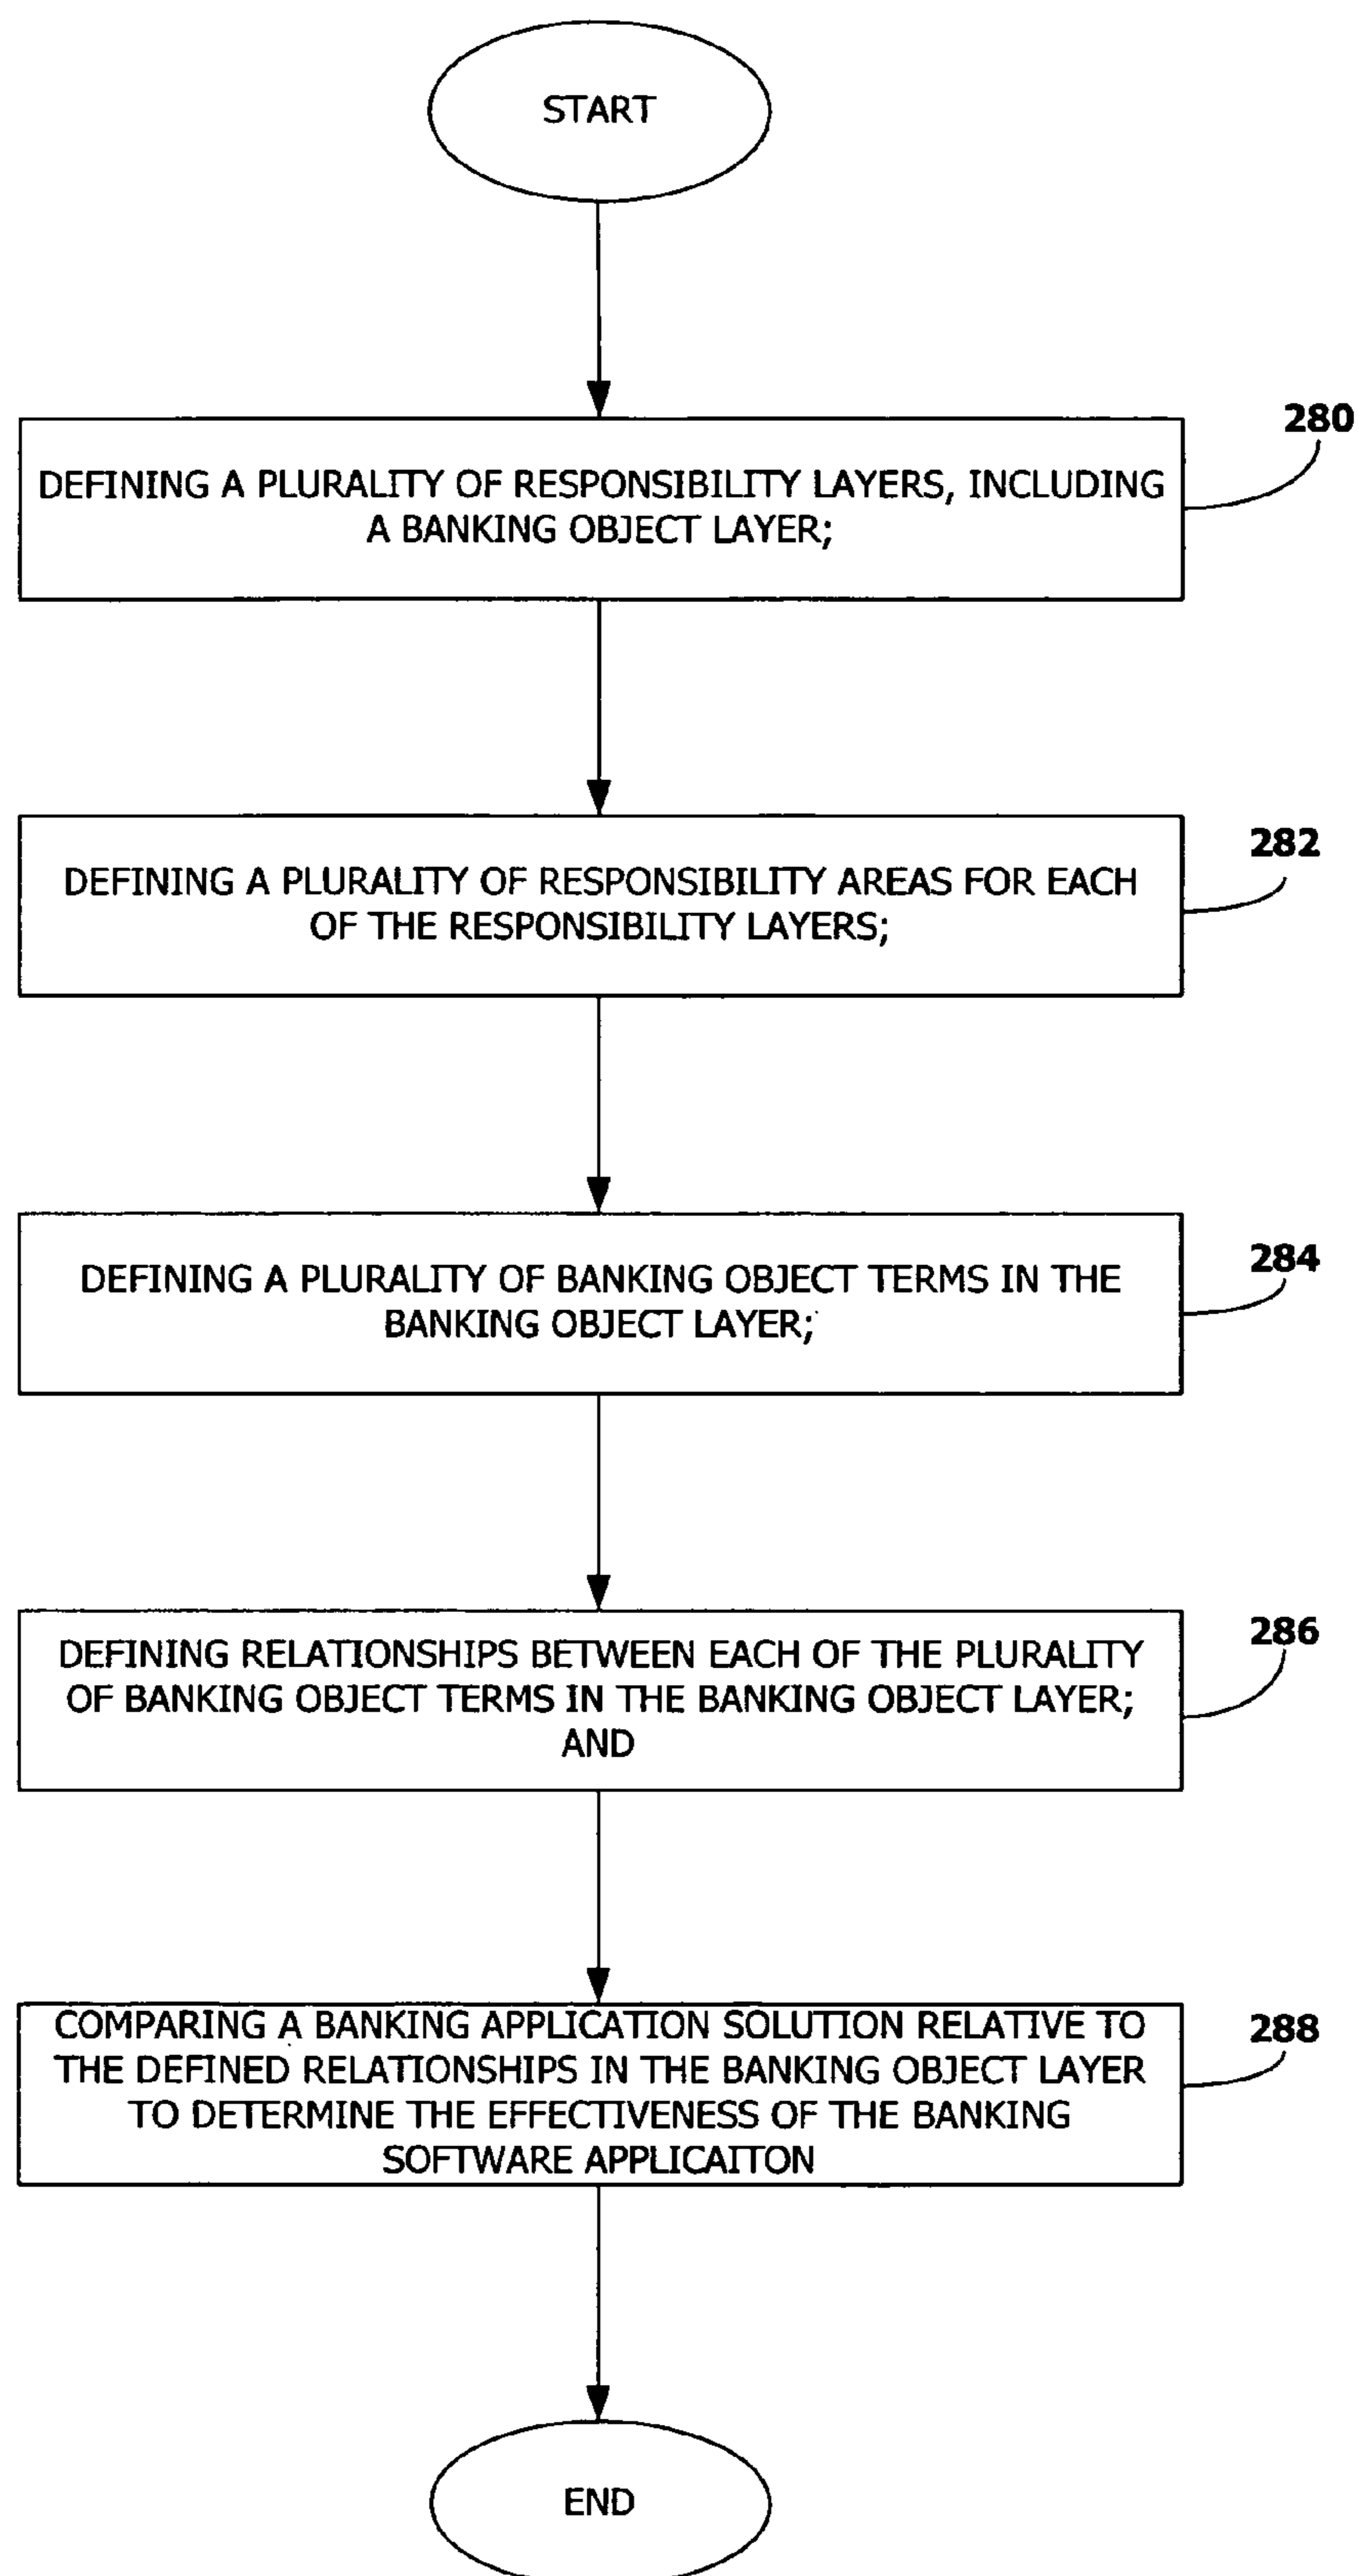 START
280
DEFINING A PLURALITY OF RESPONSIBILITY LAYERS, INCLUDING
A BANKING OBJECT LAYER;
282
DEFINING A PLURALITY OF RESPONSIBILITY AREAS FOR EACH
OF THE RESPONSIBILITY LAYERS;
284
DEFINING A PLURALITY OF BANKING OBJECT TERMS IN THE
BANKING OBJECT LAYER;
286
DEFINING RELATIONSHIPS BETWEEN EACH OF THE PLURALITY
OF BANKING OBJECT TERMS IN THE BANKING OBJECT LAYER;
AND
288
COMPARING A BANKING APPLICATION SOLUTION RELATIVE TO
THE DEFINED RELATIONSHIPS IN THE BANKING OBJECT LAYER
TO DETERMINE THE EFFECTIVENESS OF THE BANKING
SOFTWARE APPLICAITON
END